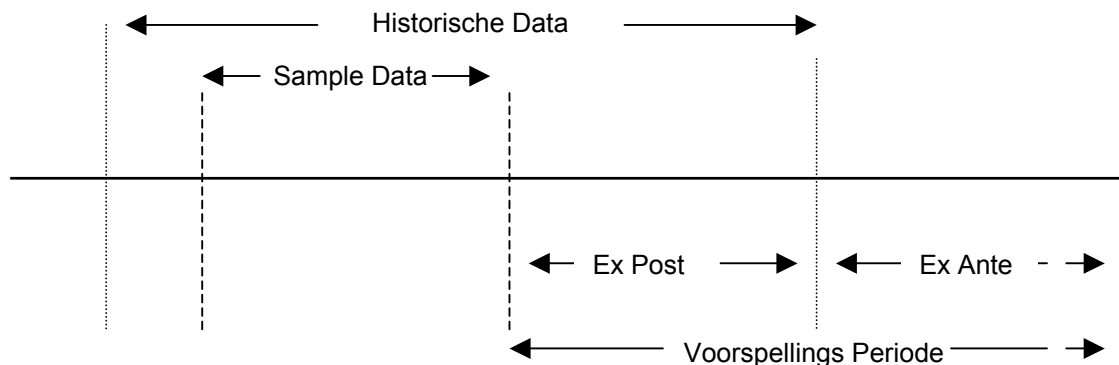 Historische Data
Sample Data
Ex Post
Ex Ante
Voorspellings Periode